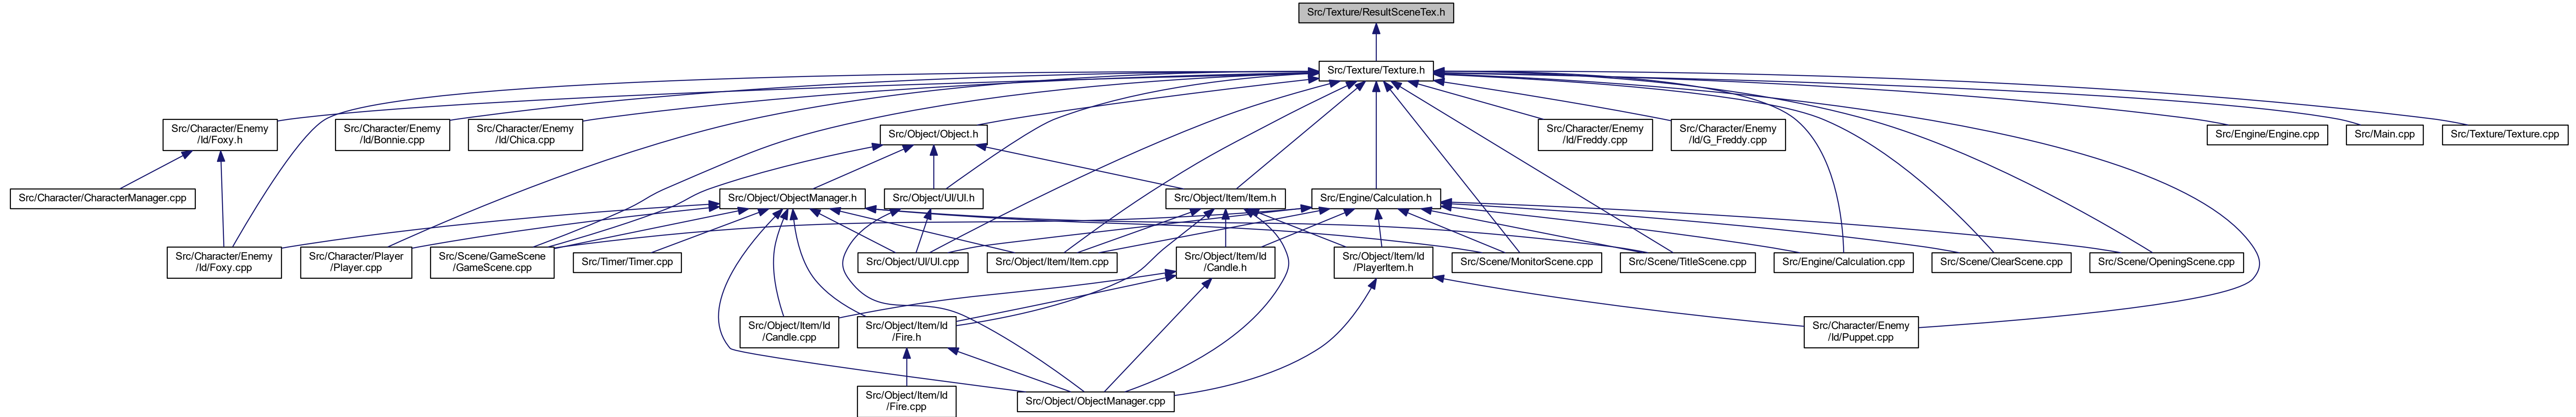 Src/Texture/ResultSceneTex.h
Src/Texture/Texture.h
Src/Character/Enemy
/Id/Foxy.h
Src/Character/Enemy
/Id/Bonnie.cpp
Src/Character/Enemy
/Id/Chica.cpp
Src/Object/Object.h
Src/Character/Enemy
/Id/Freddy.cpp
Src/Character/Enemy
/Id/G_Freddy.cpp
Src/Engine/Engine.cpp
Src/Main.cpp
Src/Texture/Texture.cpp
Src/Character/CharacterManager.cpp
Src/Object/ObjectManager.h
Src/Object/UI/UI.h
Src/Object/Item/Item.h
Src/Engine/Calculation.h
Src/Character/Enemy
/Id/Foxy.cpp
Src/Character/Player
/Player.cpp
Src/Scene/GameScene
/GameScene.cpp
Src/Timer/Timer.cpp
Src/Object/UI/UI.cpp
Src/Object/Item/Item.cpp
Src/Object/Item/Id
/Candle.h
Src/Object/Item/Id
/PlayerItem.h
Src/Scene/MonitorScene.cpp
Src/Scene/TitleScene.cpp
Src/Engine/Calculation.cpp
Src/Scene/ClearScene.cpp
Src/Scene/OpeningScene.cpp
Src/Object/Item/Id
/Candle.cpp
Src/Object/Item/Id
/Fire.h
Src/Character/Enemy
/Id/Puppet.cpp
Src/Object/Item/Id
/Fire.cpp
Src/Object/ObjectManager.cpp